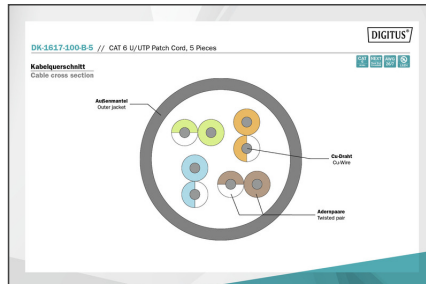 DIGITUS®
DK-1617-100-B-5 // CAT 6 U/UTP Patch Cord, 5 Pieces
Kabelquerschnitt
Cable cross section
Außenmantel
Outer jacket
Cu-Draht
Cu-Wire
Adernpaare
Twisted pair